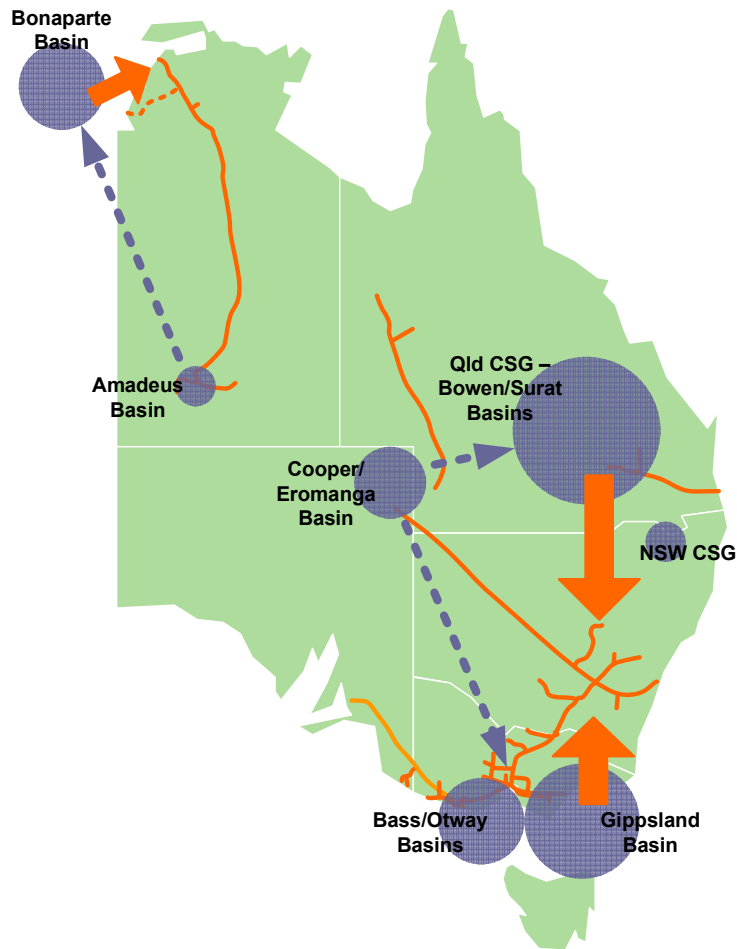 Bonaparte
Basin
Amadeus
Basin
Qld CSG –
Bowen/Surat
Basins
Cooper/
Eromanga
Basin
NSW CSG
Bass/Otway
Basins
Gippsland
Basin